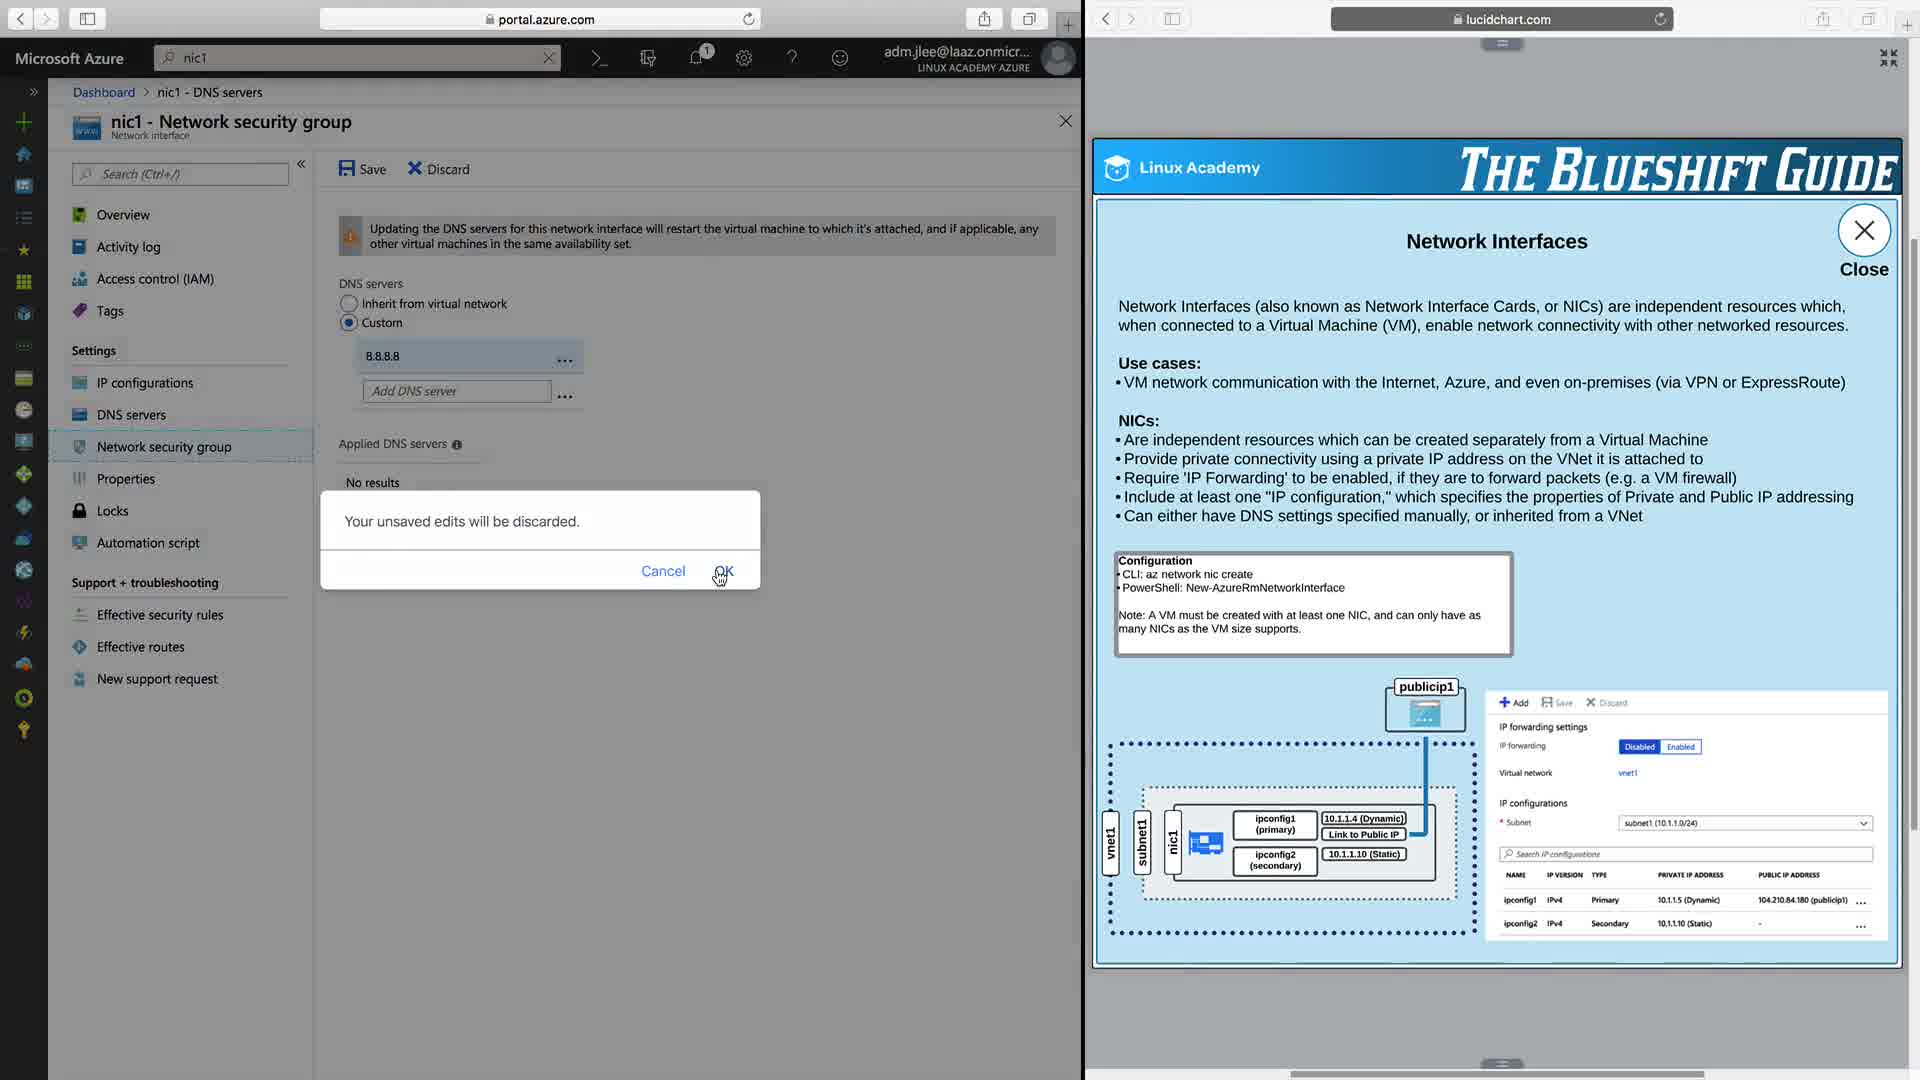 portal.azure.com
Microsoft Azure
nic1
1
adm.jlee@laaz.onmicr...
LINUX ACADEMY AZURE
Dashboard > nic1 - DNS servers
nic1 - Network security group
Network interface
Search (Ctrl+/)
Overview
Activity log
Access control (IAM)
Tags
Settings
IP configurations
DNS servers
Network security group
Properties
Locks
Automation script
Support + troubleshooting
Effective security rules
Effective routes
New support request
Save
Discard
Updating the DNS servers for this network interface will restart the virtual machine to which it's attached, and if applicable, any
other virtual machines in the same availability set.
DNS servers
Inherit from virtual network
Custom
8.8.8.8
...
Add DNS server
...
Applied DNS servers
No results
Your unsaved edits will be discarded.
Cancel
OK
lucidchart.com
Linux Academy
THE BLUESHIFT GUIDE
Network Interfaces
Close
Network Interfaces (also known as Network Interface Cards, or NICs) are independent resources which,
when connected to a Virtual Machine (VM), enable network connectivity with other networked resources.
Use cases:
• VM network communication with the Internet, Azure, and even on-premises (via VPN or ExpressRoute)
NICs:
• Are independent resources which can be created separately from a Virtual Machine
• Provide private connectivity using a private IP address on the VNet it is attached to
• Require 'IP Forwarding' to be enabled, if they are to forward packets (e.g. a VM firewall)
• Include at least one "IP configuration," which specifies the properties of Private and Public IP addressing
• Can either have DNS settings specified manually, or inherited from a VNet
Configuration
• CLI: az network nic create
• PowerShell: New-AzureRmNetworkInterface
Note: A VM must be created with at least one NIC, and can only have as
many NICs as the VM size supports.
publicip1
vnet1
subnet1
nic1
ipconfig1
(primary)
10.1.1.4 (Dynamic)
Link to Public IP
ipconfig2
(secondary)
10.1.1.10 (Static)
Add
Save
Discard
IP forwarding settings
IP forwarding
Disabled
Enabled
Virtual network
vnet1
IP configurations
* Subnet
subnet1 (10.1.1.0/24)
Search IP configurations
NAME IP VERSION TYPE PRIVATE IP ADDRESS PUBLIC IP ADDRESS
ipconfig1 IPv4 Primary 10.1.1.5 (Dynamic) 104.210.84.180 (publicip1) ...
ipconfig2 IPv4 Secondary 10.1.1.10 (Static) - ...